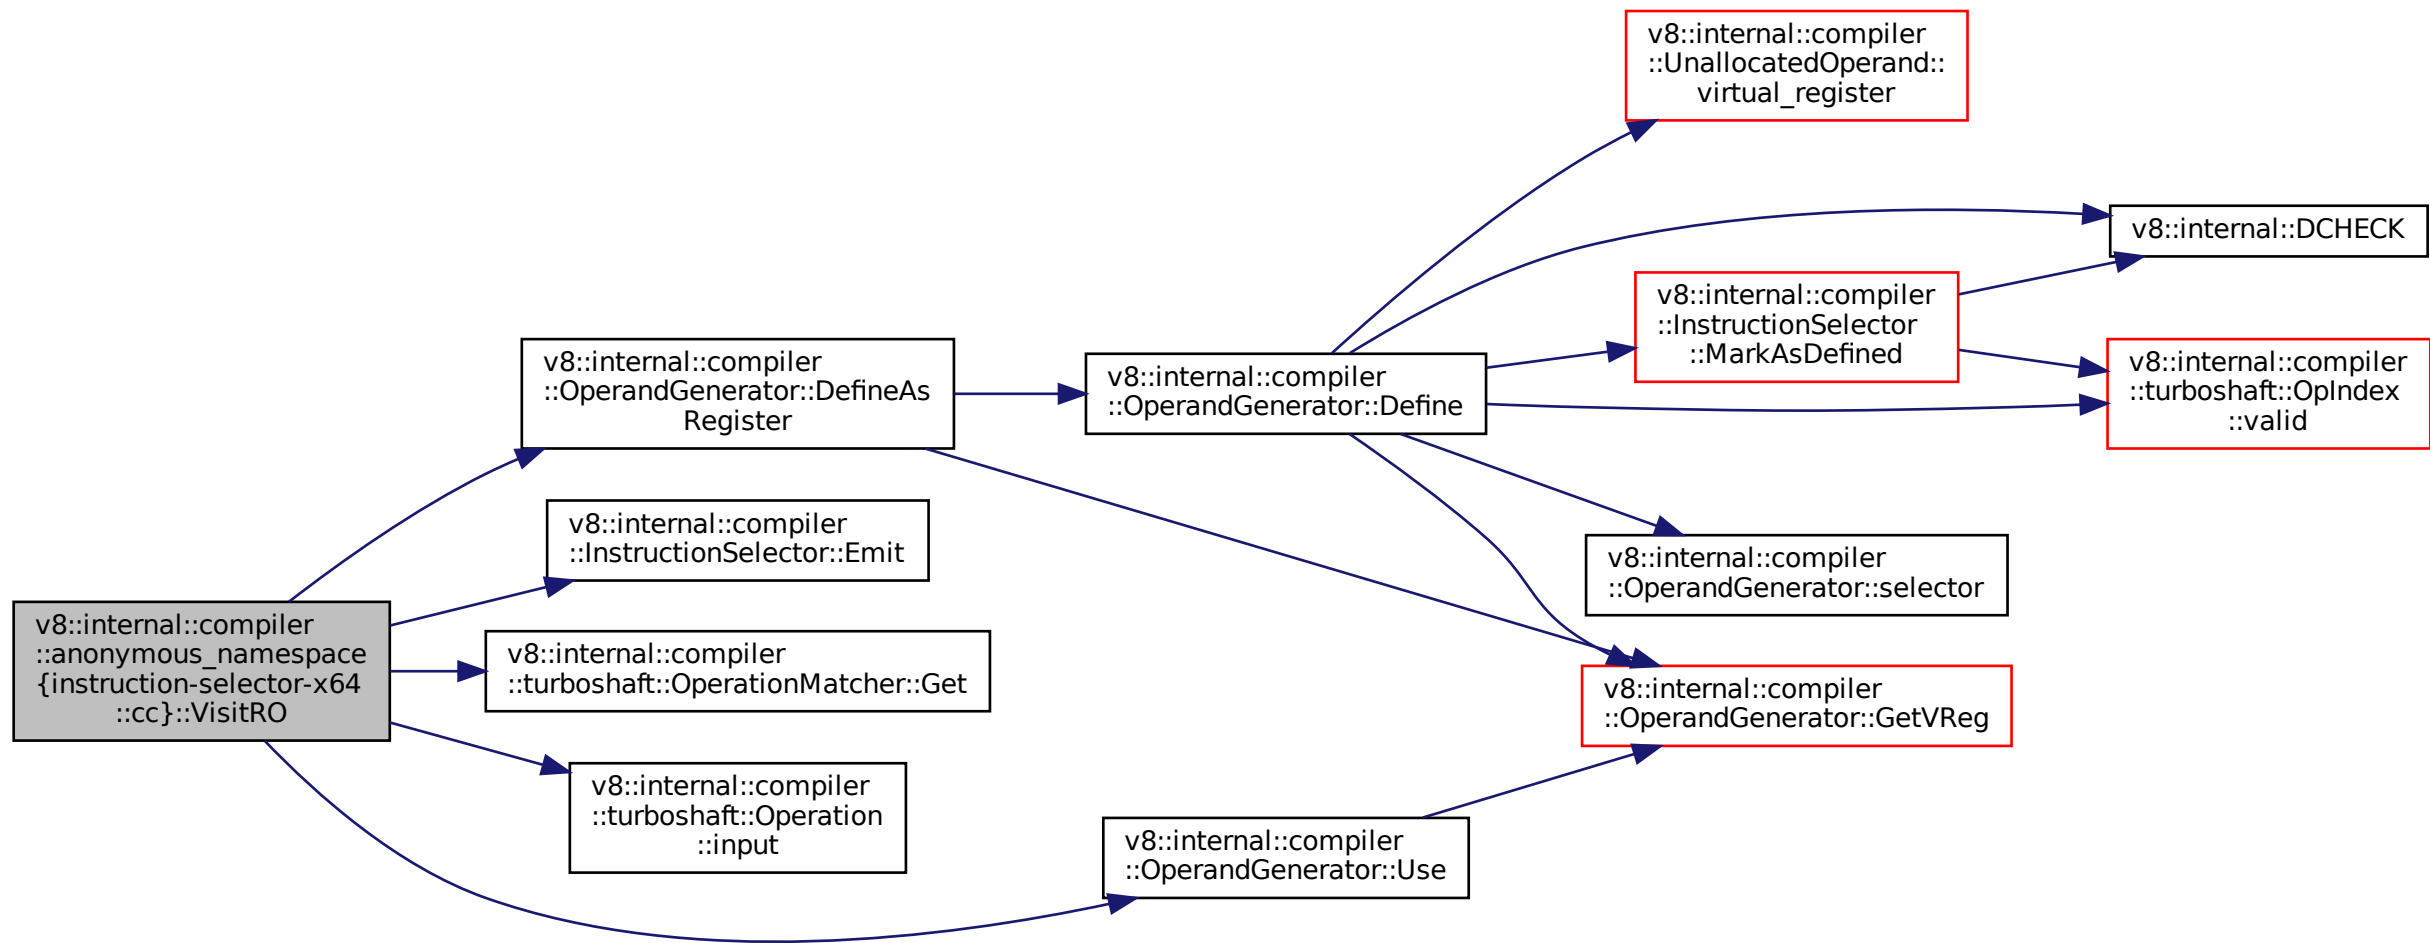 v8::internal::compiler
::anonymous_namespace
{instruction-selector-x64
::cc}::VisitRO
v8::internal::compiler
::OperandGenerator::DefineAs
Register
v8::internal::compiler
::InstructionSelector::Emit
v8::internal::compiler
::turboshaft::OperationMatcher::Get
v8::internal::compiler
::turboshaft::Operation
::input
v8::internal::compiler
::OperandGenerator::Define
v8::internal::compiler
::OperandGenerator::Use
v8::internal::compiler
::UnallocatedOperand::
virtual_register
v8::internal::compiler
::InstructionSelector
::MarkAsDefined
v8::internal::compiler
::OperandGenerator::selector
v8::internal::compiler
::OperandGenerator::GetVReg
v8::internal::DCHECK
v8::internal::compiler
::turboshaft::OpIndex
::valid